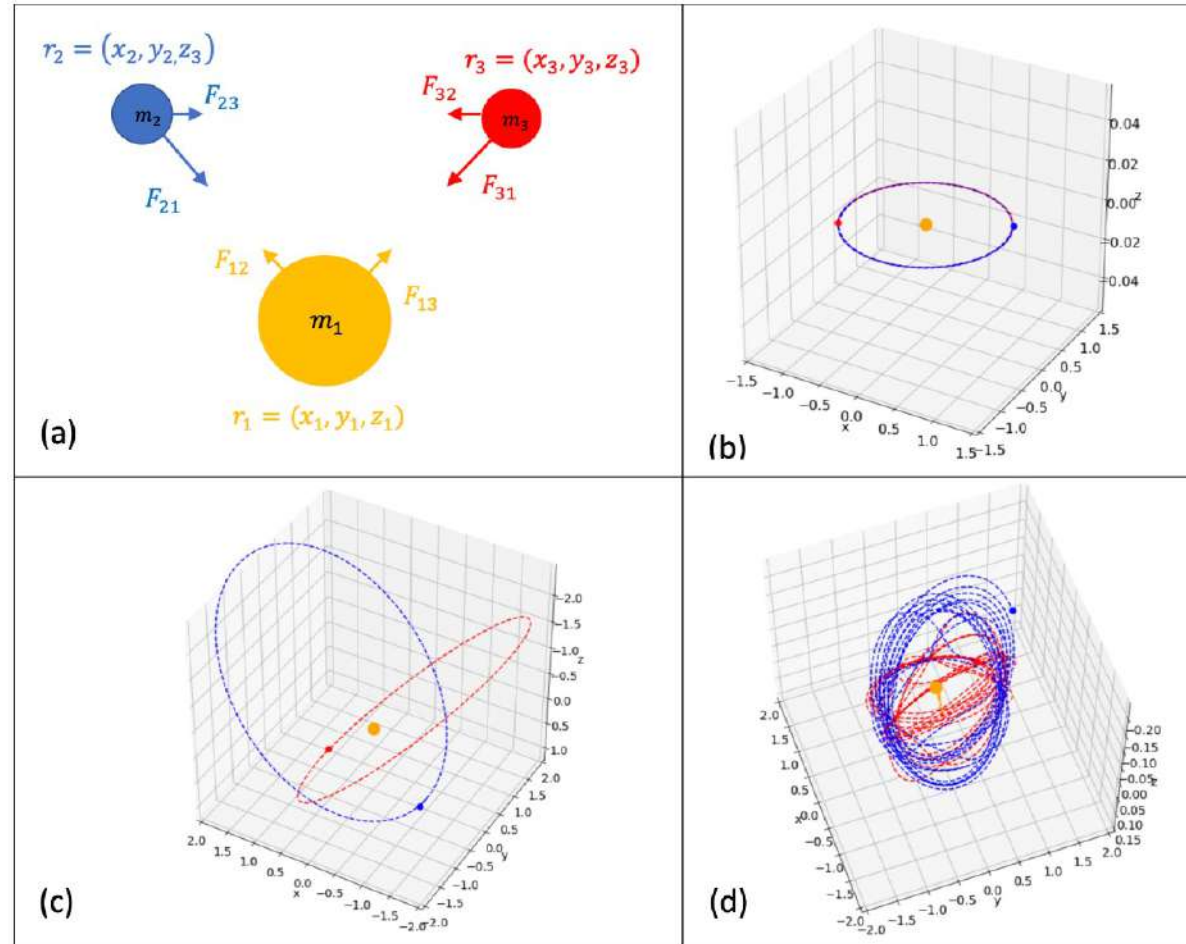 r₂ = (x₂, y₂,z₃)
r₃ = (x₃, y₃, z₃)
F₂₃
F₃₂
m₂
m₃
F₂₁
F₃₁
F₁₂
F₁₃
m₁
r₁ = (x₁, y₁, z₁)
(a)
0.04
0.02
0.00
z
0.02
0.04
−1.5
−1.0
−0.5
0.0
0.5
1.0
1.5
x
−1.5
−1.0
−0.5
0.0
0.5
1.0
1.5
y
(b)
−2.0
−1.5
−1.0
−0.5
0.0
0.5
1.0
z
2.0
1.5
1.0
0.5
0.0
−0.5
−1.0
−1.5
−2.0
x
2.0
1.5
1.0
0.5
0.0
−0.5
−1.0
−1.5
−2.0
y
(c)
2.0
1.5
1.0
0.5
0.0
−0.5
−1.0
−1.5
−2.0
x
−0.20
−0.15
−0.10
−0.05
0.00
0.05
0.10
0.15
z
−2.0
−1.5
−1.0
−0.5
0.0
0.5
1.0
1.5
2.0
y
(d)